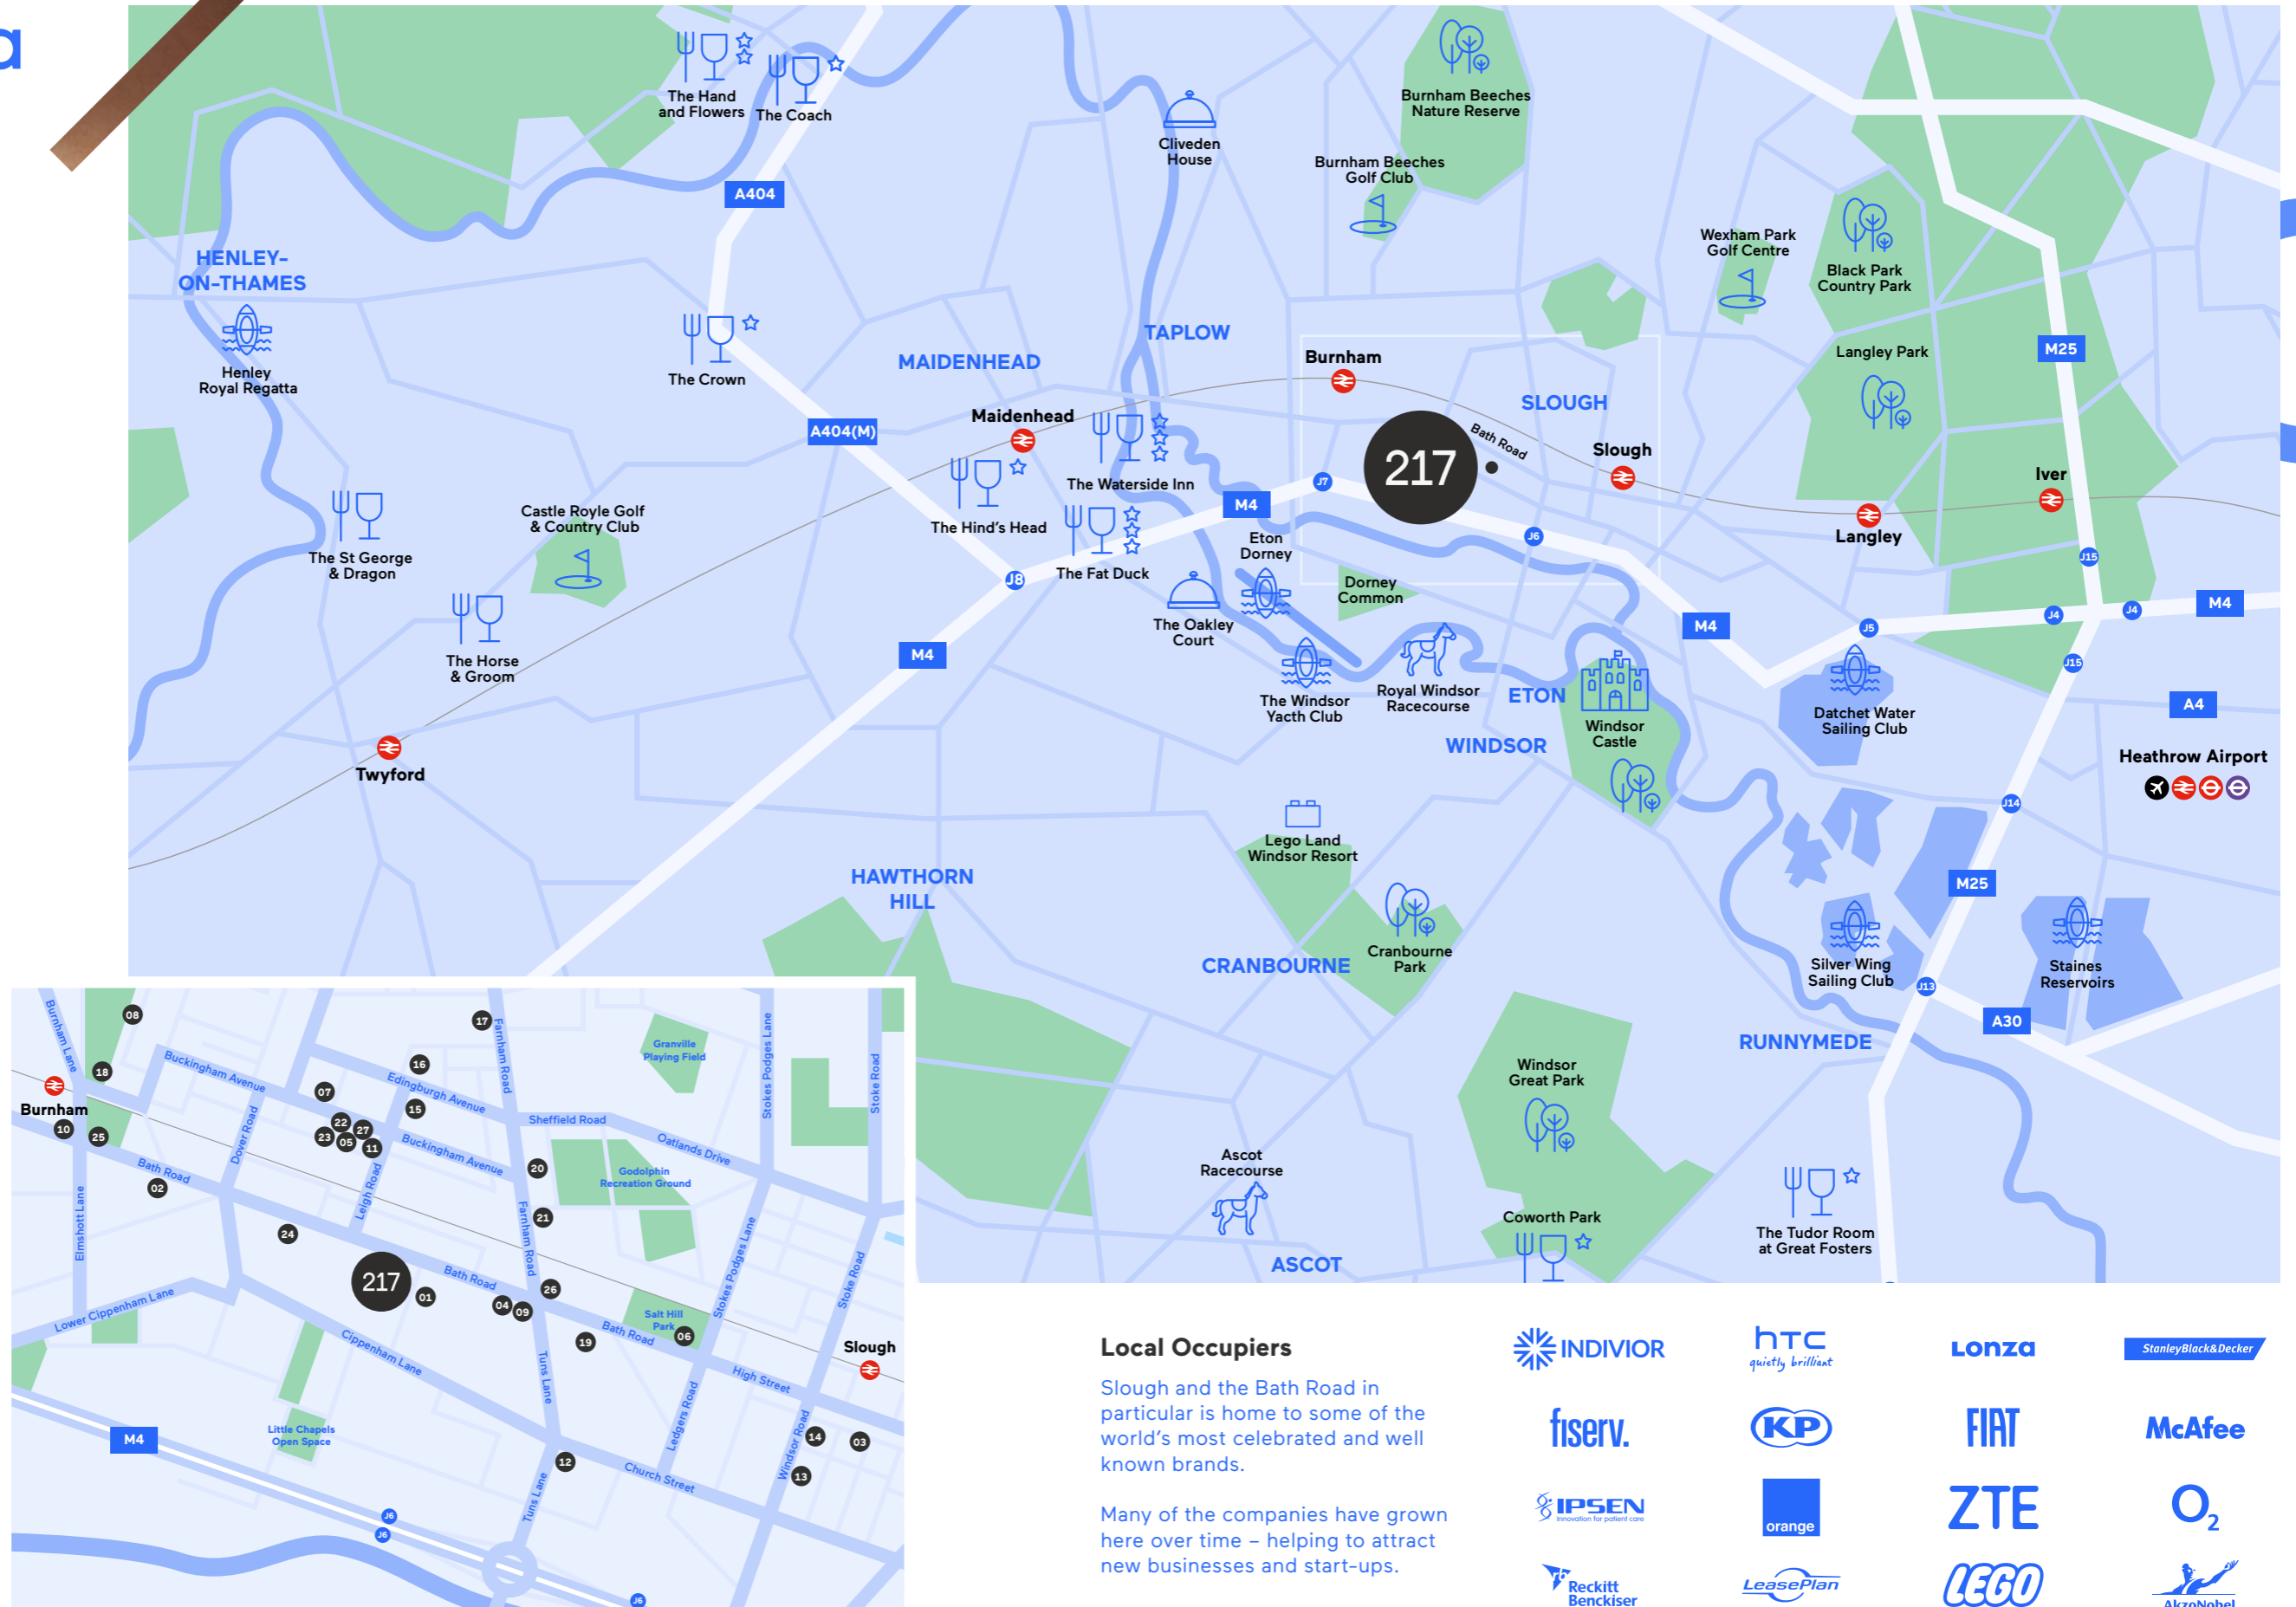 a
The Hand
and Flowers
The Coach
Cliveden
House
Burnham Beeches
Nature Reserve
Burnham Beeches
Golf Club
A404
Wexham Park
Golf Centre
Black Park
Country Park
HENLEY-
ON-THAMES
Henley
Royal Regatta
The Crown
MAIDENHEAD
TAPLOW
Burnham
SLOUGH
Langley Park
M25
A404(M)
Maidenhead
The Waterside Inn
217
Bath Road
Slough
Iver
The Hind's Head
M4
J7
J6
Langley
J15
Castle Royle Golf
& Country Club
The St George
& Dragon
The Horse
& Groom
J8
The Fat Duck
Eton
Dorney
Dorney
Common
The Oakley
Court
M4
M4
J5
J4
J4
M4
J15
The Windsor
Yacth Club
Royal Windsor
Racecourse
ETON
WINDSOR
Windsor
Castle
Datchet Water
Sailing Club
A4
Heathrow Airport
Twyford
J14
Lego Land
Windsor Resort
HAWTHORN
HILL
CRANBOURNE
Cranbourne
Park
M25
Silver Wing
Sailing Club
J13
Staines
Reservoirs
A30
RUNNYMEDE
Windsor
Great Park
Ascot
Racecourse
ASCOT
Coworth Park
The Tudor Room
at Great Fosters
Burnham Lane
08
18
Burnham
10
25
Buckingham Avenue
Dover Road
07
22
27
23
05
11
16
15
Edingburgh Avenue
17
Farnham Road
Buckingham Avenue
Leigh Road
Sheffield Road
Oatlands Drive
Granville
Playing Field
Stokes Podges Lane
Stoke Road
Godolphin
Recreation Ground
20
21
Farnham Road
Bath Road
02
Elmshott Lane
24
217
01
Bath Road
04
09
26
19
Bath Road
Salt Hill
Park
06
Stokes Podges Lane
Stoke Road
Slough
Lower Cippenham Lane
Cippenham Lane
Tuns Lane
High Street
Ledgers Road
Windsor Road
14
03
13
12
Church Street
Tuns Lane
Little Chapels
Open Space
M4
J6
J6
J6
Local Occupiers
Slough and the Bath Road in
particular is home to some of the
world's most celebrated and well
known brands.
Many of the companies have grown
here over time – helping to attract
new businesses and start-ups.
INDIVIOR
hTC
quietly brilliant
Lonza
StanleyBlack&Decker
fiserv.
KP
FIAT
McAfee
IPSEN
Innovation for patient care
orange
ZTE
O2
rb
Reckitt
Benckiser
LeasePlan
LEGO
AkzoNobel